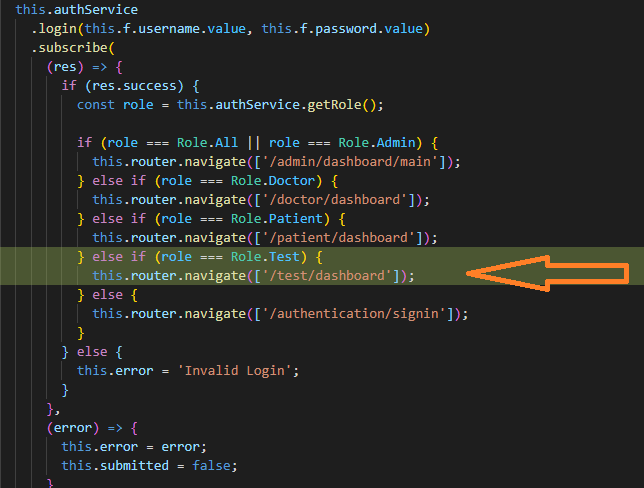 this.authService
.login(this.f.username.value, this.f.password.value)
.subscribe(
(res) => {
if (res.success) {
const role = this.authService.getRole();
if (role === Role.All || role === Role.Admin) {
this.router.navigate(['/admin/dashboard/main']);
} else if (role === Role.Doctor) {
this.router.navigate(['/doctor/dashboard']);
} else if (role === Role.Patient) {
this.router.navigate(['/patient/dashboard']);
} else if (role === Role.Test) {
this.router.navigate(['/test/dashboard']);
} else {
this.router.navigate(['/authentication/signin']);
}
} else {
this.error = 'Invalid Login';
}
},
(error) => {
this.error = error;
this.submitted = false;
}